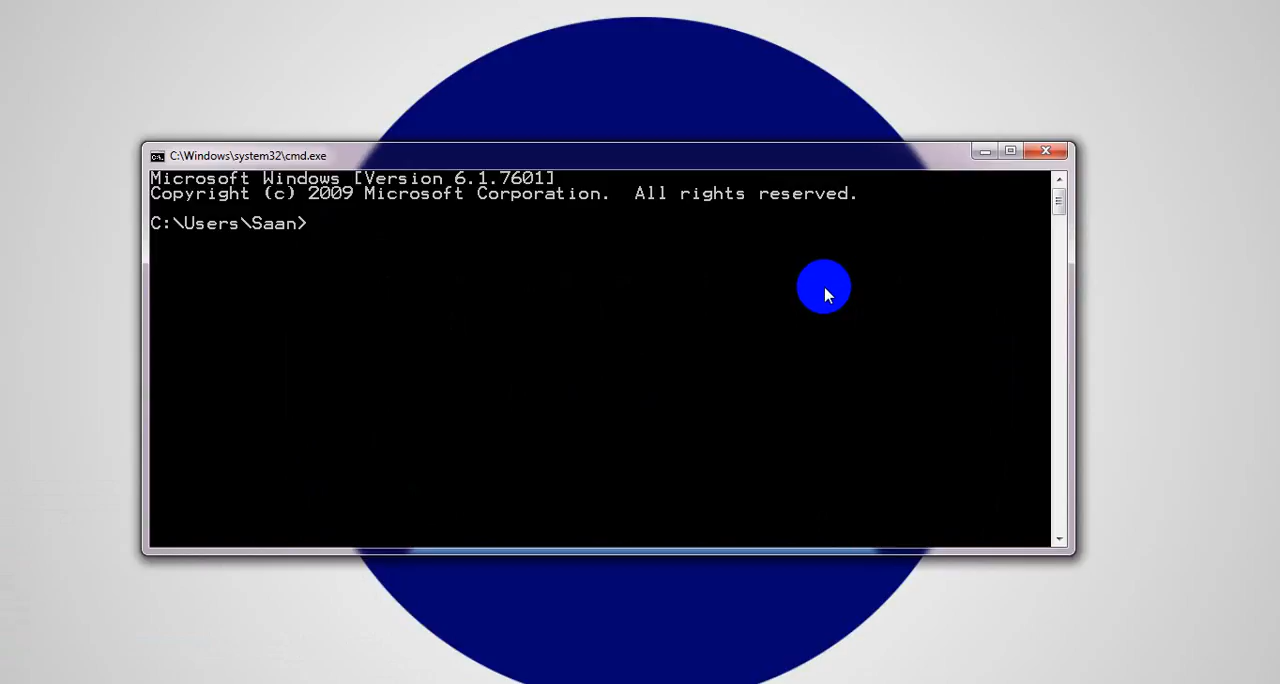 C:\Windows\system32\cmd.exe
Microsoft Windows [Version 6.1.7601]
Copyright (c) 2009 Microsoft Corporation.  All rights reserved.
C:\Users\Saan>